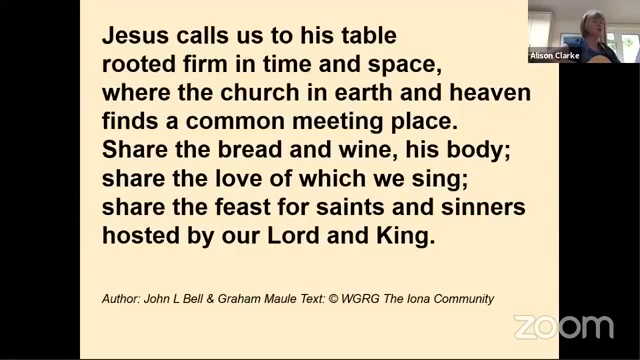 Jesus calls us to his table
rooted firm in time and space,
where the church in earth and heaven
finds a common meeting place.
Share the bread and wine, his body;
share the love of which we sing;
share the feast for saints and sinners
hosted by our Lord and King.
Author: John L Bell & Graham Maule Text: © WGRG The Iona Community
Alison Clarke
zoom